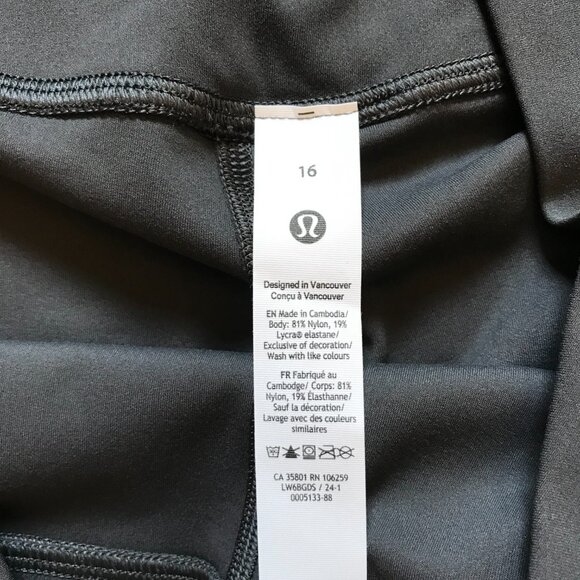 16
Designed in Vancouver
Conçu à Vancouver
EN Made in Cambodia/
Body: 81% Nylon, 19%
Lycra® elastane/
Exclusive of decoration/
Wash with like colours
FR Fabriqué au
Cambodge/ Corps: 81%
Nylon, 19% Élasthanne/
Sauf la décoration/
Lavage avec des couleurs
similaires
CA 35801 RN 106259
LW6BGDS / 24-1
0005133-88